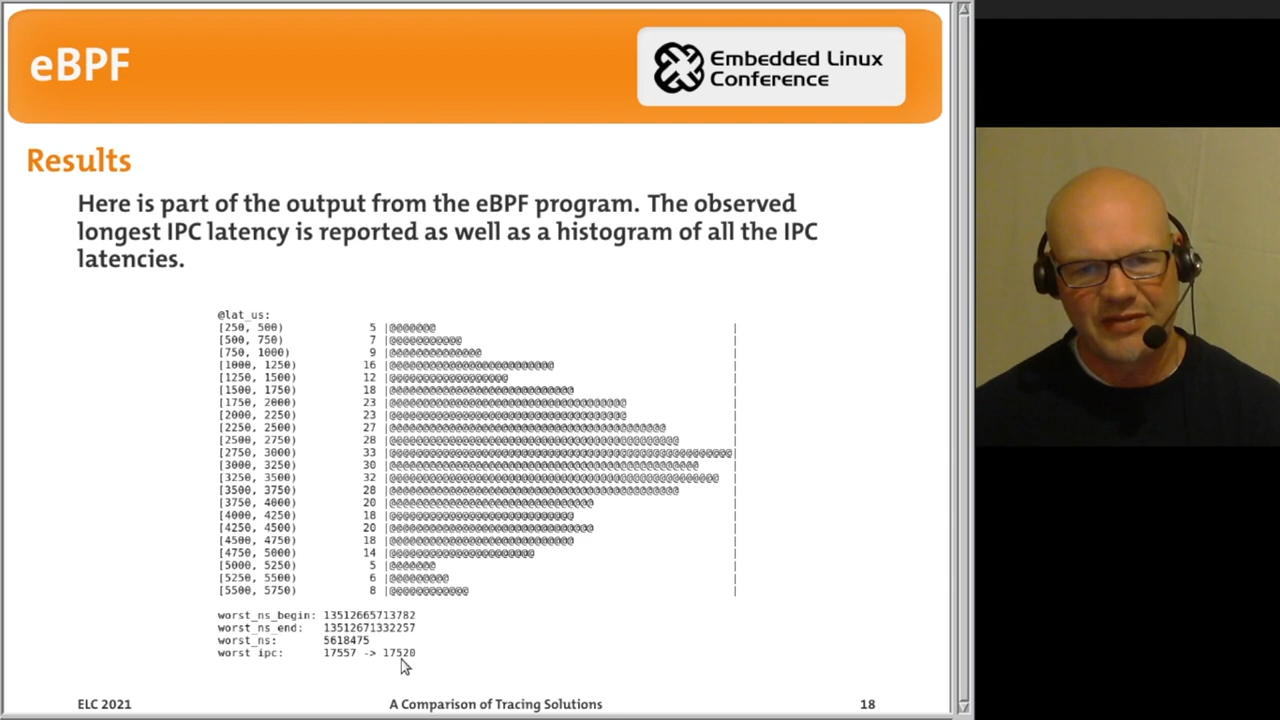 eBPF
Embedded Linux
Conference
Results
Here is part of the output from the eBPF program. The observed
longest IPC latency is reported as well as a histogram of all the IPC
latencies.
@lat_us:
[250, 500) 5 |@@@@@@@ |
[500, 750) 7 |@@@@@@@@@@@ |
[750, 1000) 9 |@@@@@@@@@@@@@@ |
[1000, 1250) 16 |@@@@@@@@@@@@@@@@@@@@@@@@@ |
[1250, 1500) 12 |@@@@@@@@@@@@@@@@@@ |
[1500, 1750) 18 |@@@@@@@@@@@@@@@@@@@@@@@@@@@@ |
[1750, 2000) 23 |@@@@@@@@@@@@@@@@@@@@@@@@@@@@@@@@@@@@ |
[2000, 2250) 23 |@@@@@@@@@@@@@@@@@@@@@@@@@@@@@@@@@@@@ |
[2250, 2500) 27 |@@@@@@@@@@@@@@@@@@@@@@@@@@@@@@@@@@@@@@@@@@ |
[2500, 2750) 28 |@@@@@@@@@@@@@@@@@@@@@@@@@@@@@@@@@@@@@@@@@@@@ |
[2750, 3000) 33 |@@@@@@@@@@@@@@@@@@@@@@@@@@@@@@@@@@@@@@@@@@@@@@@@@@@@|
[3000, 3250) 30 |@@@@@@@@@@@@@@@@@@@@@@@@@@@@@@@@@@@@@@@@@@@@@@@ |
[3250, 3500) 32 |@@@@@@@@@@@@@@@@@@@@@@@@@@@@@@@@@@@@@@@@@@@@@@@@@@ |
[3500, 3750) 28 |@@@@@@@@@@@@@@@@@@@@@@@@@@@@@@@@@@@@@@@@@@@@ |
[3750, 4000) 20 |@@@@@@@@@@@@@@@@@@@@@@@@@@@@@@@ |
[4000, 4250) 18 |@@@@@@@@@@@@@@@@@@@@@@@@@@@@ |
[4250, 4500) 20 |@@@@@@@@@@@@@@@@@@@@@@@@@@@@@@@ |
[4500, 4750) 18 |@@@@@@@@@@@@@@@@@@@@@@@@@@@@ |
[4750, 5000) 14 |@@@@@@@@@@@@@@@@@@@@@@ |
[5000, 5250) 5 |@@@@@@@ |
[5250, 5500) 6 |@@@@@@@@@ |
[5500, 5750) 8 |@@@@@@@@@@@@ |
worst_ns_begin: 13512665713782
worst_ns_end: 13512671332257
worst_ns: 5618475
worst ipc: 17557 -> 17520
ELC 2021 A Comparison of Tracing Solutions 18